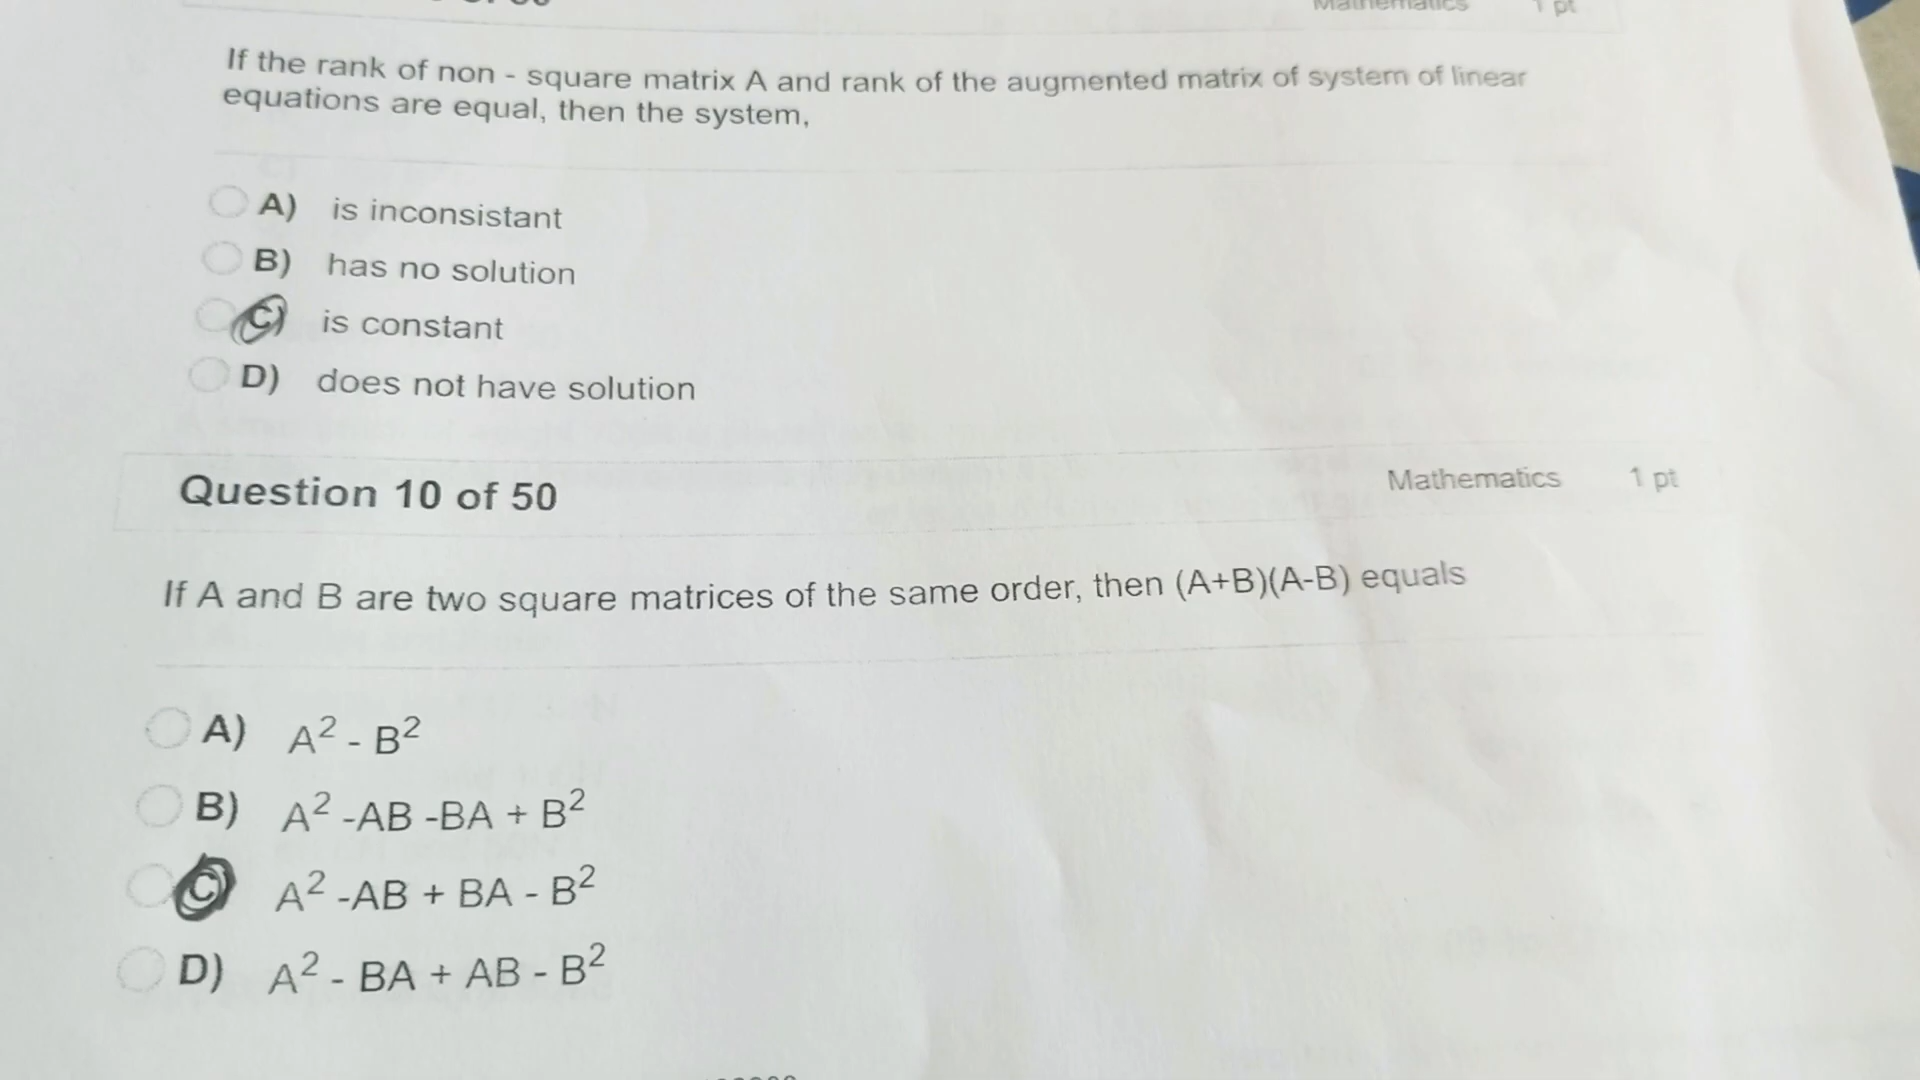 Mathematics 1 pt
If the rank of non - square matrix A and rank of the augmented matrix of system of linear
equations are equal, then the system,
A) is inconsistant
B) has no solution
C) is constant
D) does not have solution
Question 10 of 50 Mathematics 1 pt
If A and B are two square matrices of the same order, then (A+B)(A-B) equals
A) A² - B²
B) A² -AB -BA + B²
C) A² -AB + BA - B²
D) A² - BA + AB - B²